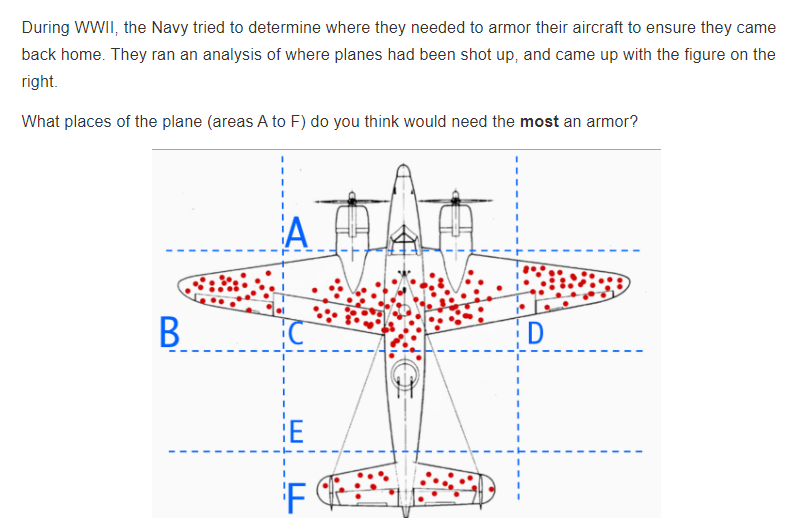 During WWII, the Navy tried to determine where they needed to armor their aircraft to ensure they came
back home. They ran an analysis of where planes had been shot up, and came up with the figure on the
right.
What places of the plane (areas A to F) do you think would need the most an armor?
A
B
C
D
E
F